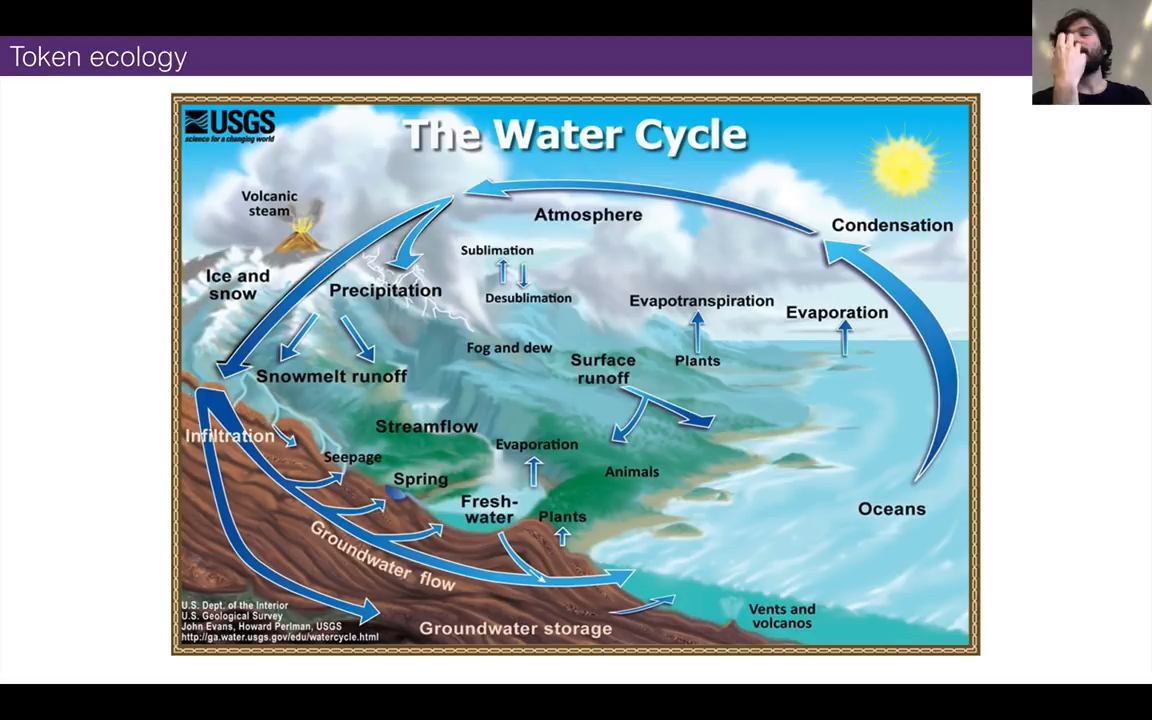 Token ecology
USGS
science for a changing world
The Water Cycle
Volcanic
steam
Atmosphere
Condensation
Sublimation
Ice and
snow
Precipitation
Desublimation
Evapotranspiration
Evaporation
Fog and dew
Surface
runoff
Plants
Snowmelt runoff
Streamflow
Infiltration
Evaporation
Seepage
Animals
Spring
Fresh-
water
Plants
Oceans
Groundwater flow
U.S. Dept. of the Interior
U.S. Geological Survey
John Evans, Howard Perlman, USGS
http://ga.water.usgs.gov/edu/watercycle.html
Groundwater storage
Vents and
volcanos